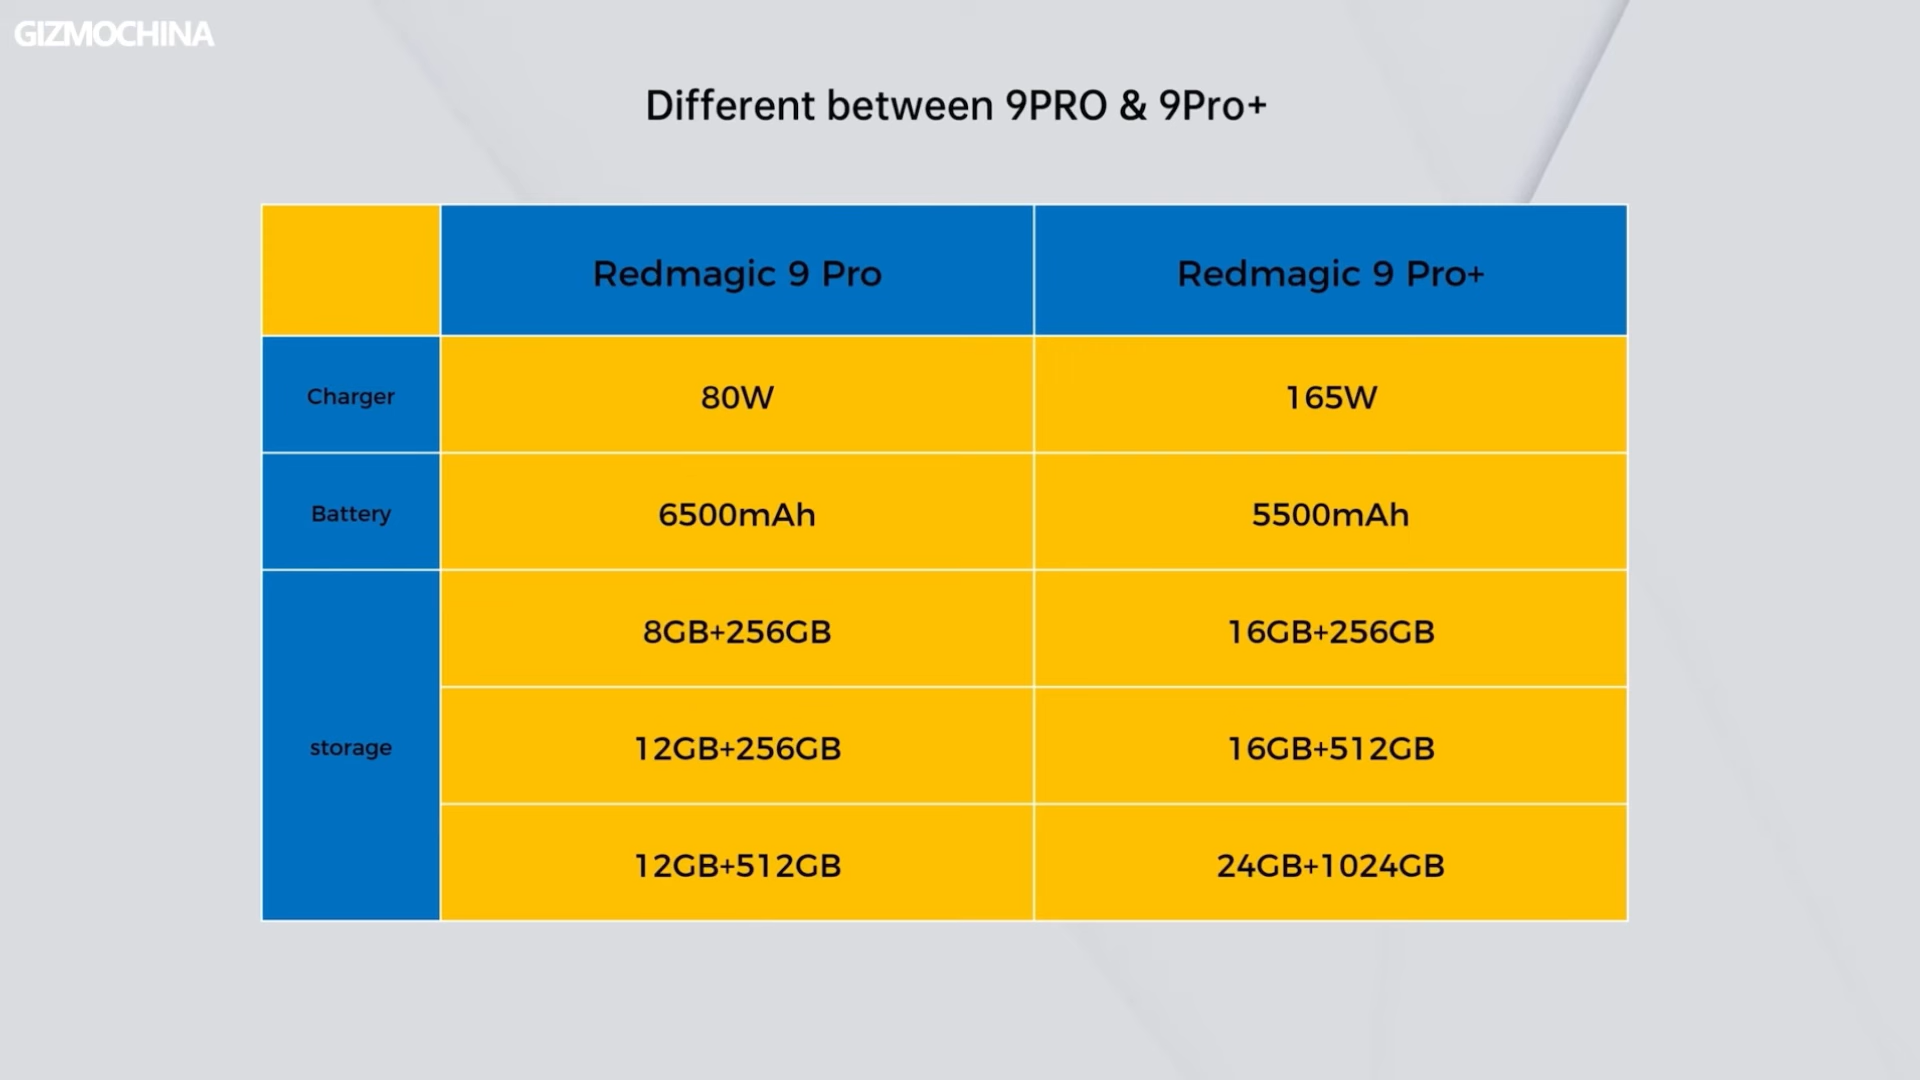 GIZMOCHINA
Different between 9PRO & 9Pro+
Redmagic 9 Pro
Redmagic 9 Pro+
Charger
80W
165W
Battery
6500mAh
5500mAh
storage
8GB+256GB
16GB+256GB
12GB+256GB
16GB+512GB
12GB+512GB
24GB+1024GB